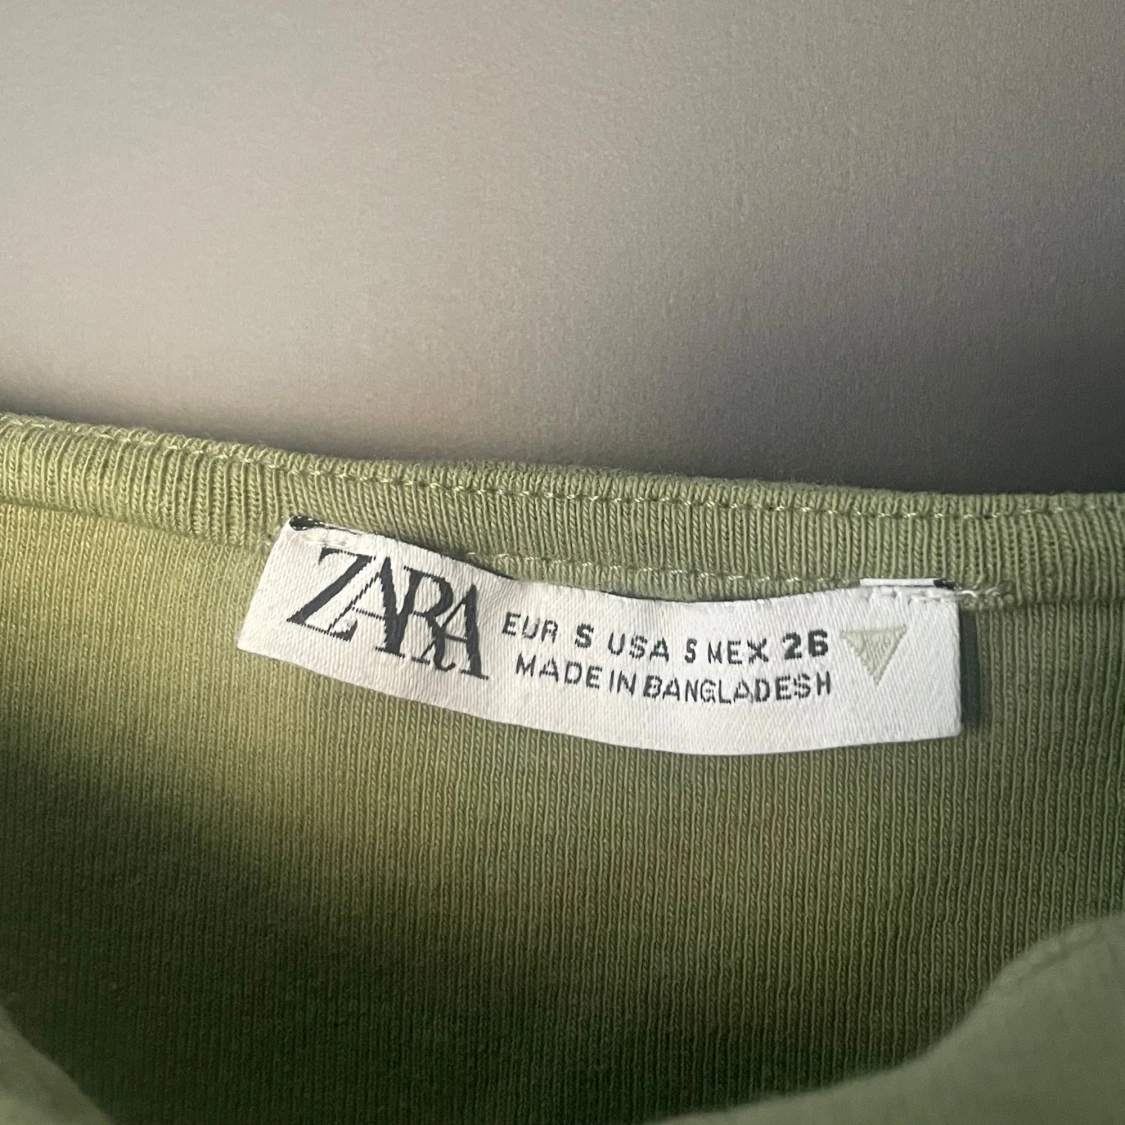 ZARA
EUR S USA S MEX 26
MADE IN BANGLADESH